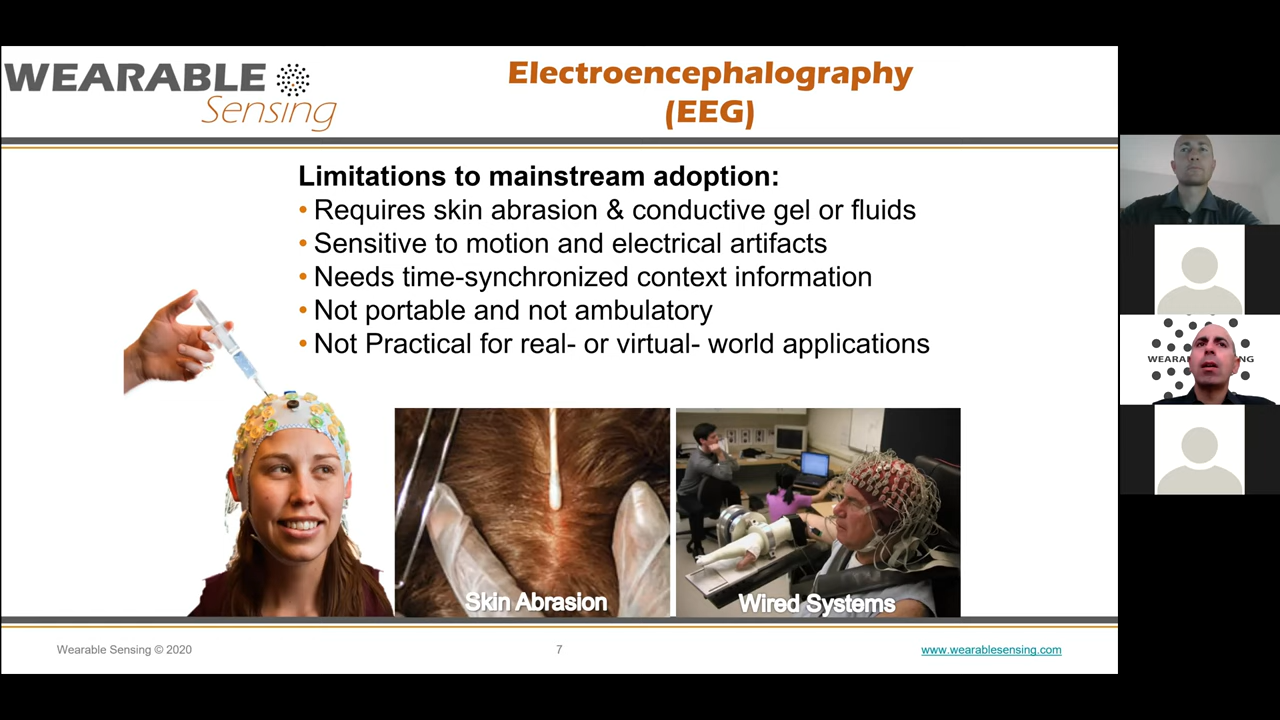 WEARABLE
Sensing
Electroencephalography
(EEG)
Limitations to mainstream adoption:
• Requires skin abrasion & conductive gel or fluids
• Sensitive to motion and electrical artifacts
• Needs time-synchronized context information
• Not portable and not ambulatory
• Not Practical for real- or virtual- world applications
Skin Abrasion
Wired Systems
Wearable Sensing © 2020
7
www.wearablesensing.com